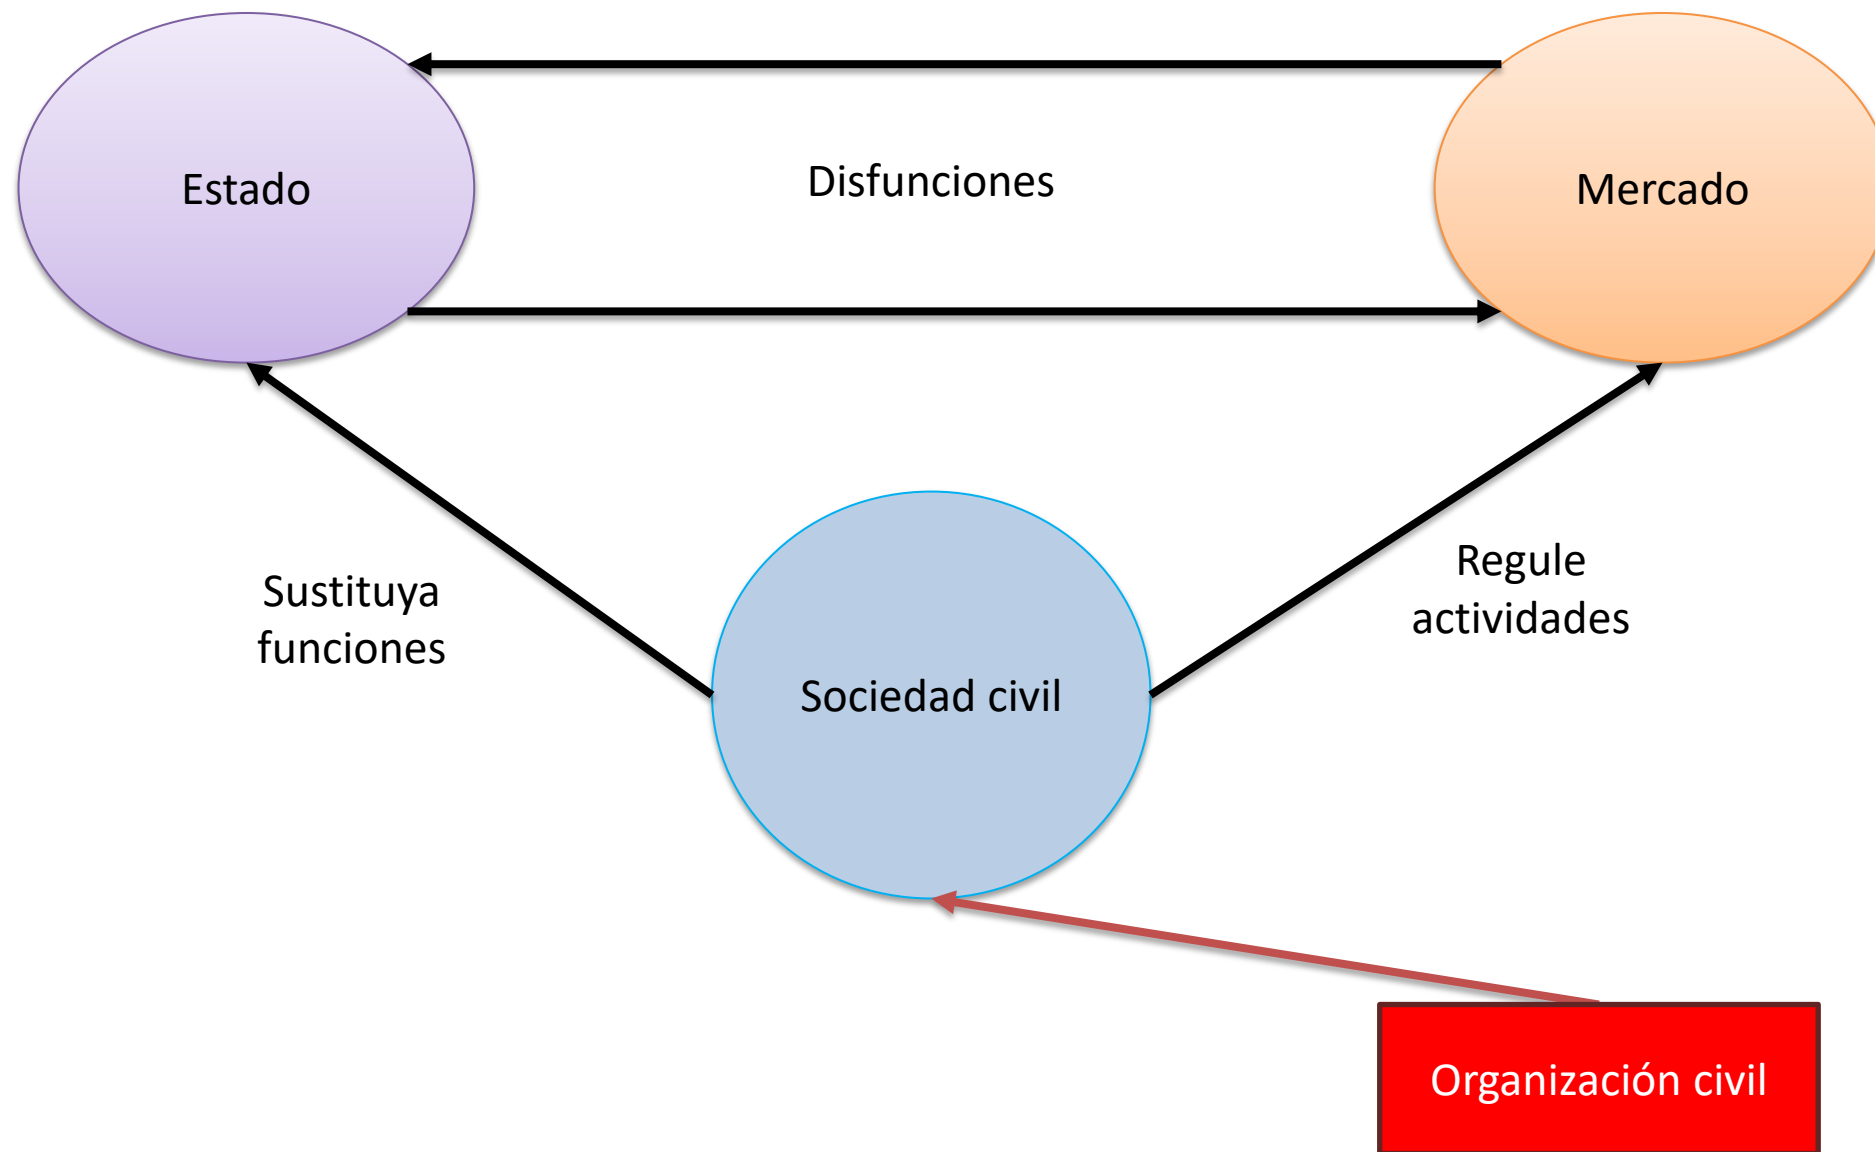 Estado
Disfunciones
Mercado
Sustituya
funciones
Regule
actividades
Sociedad civil
Organización civil